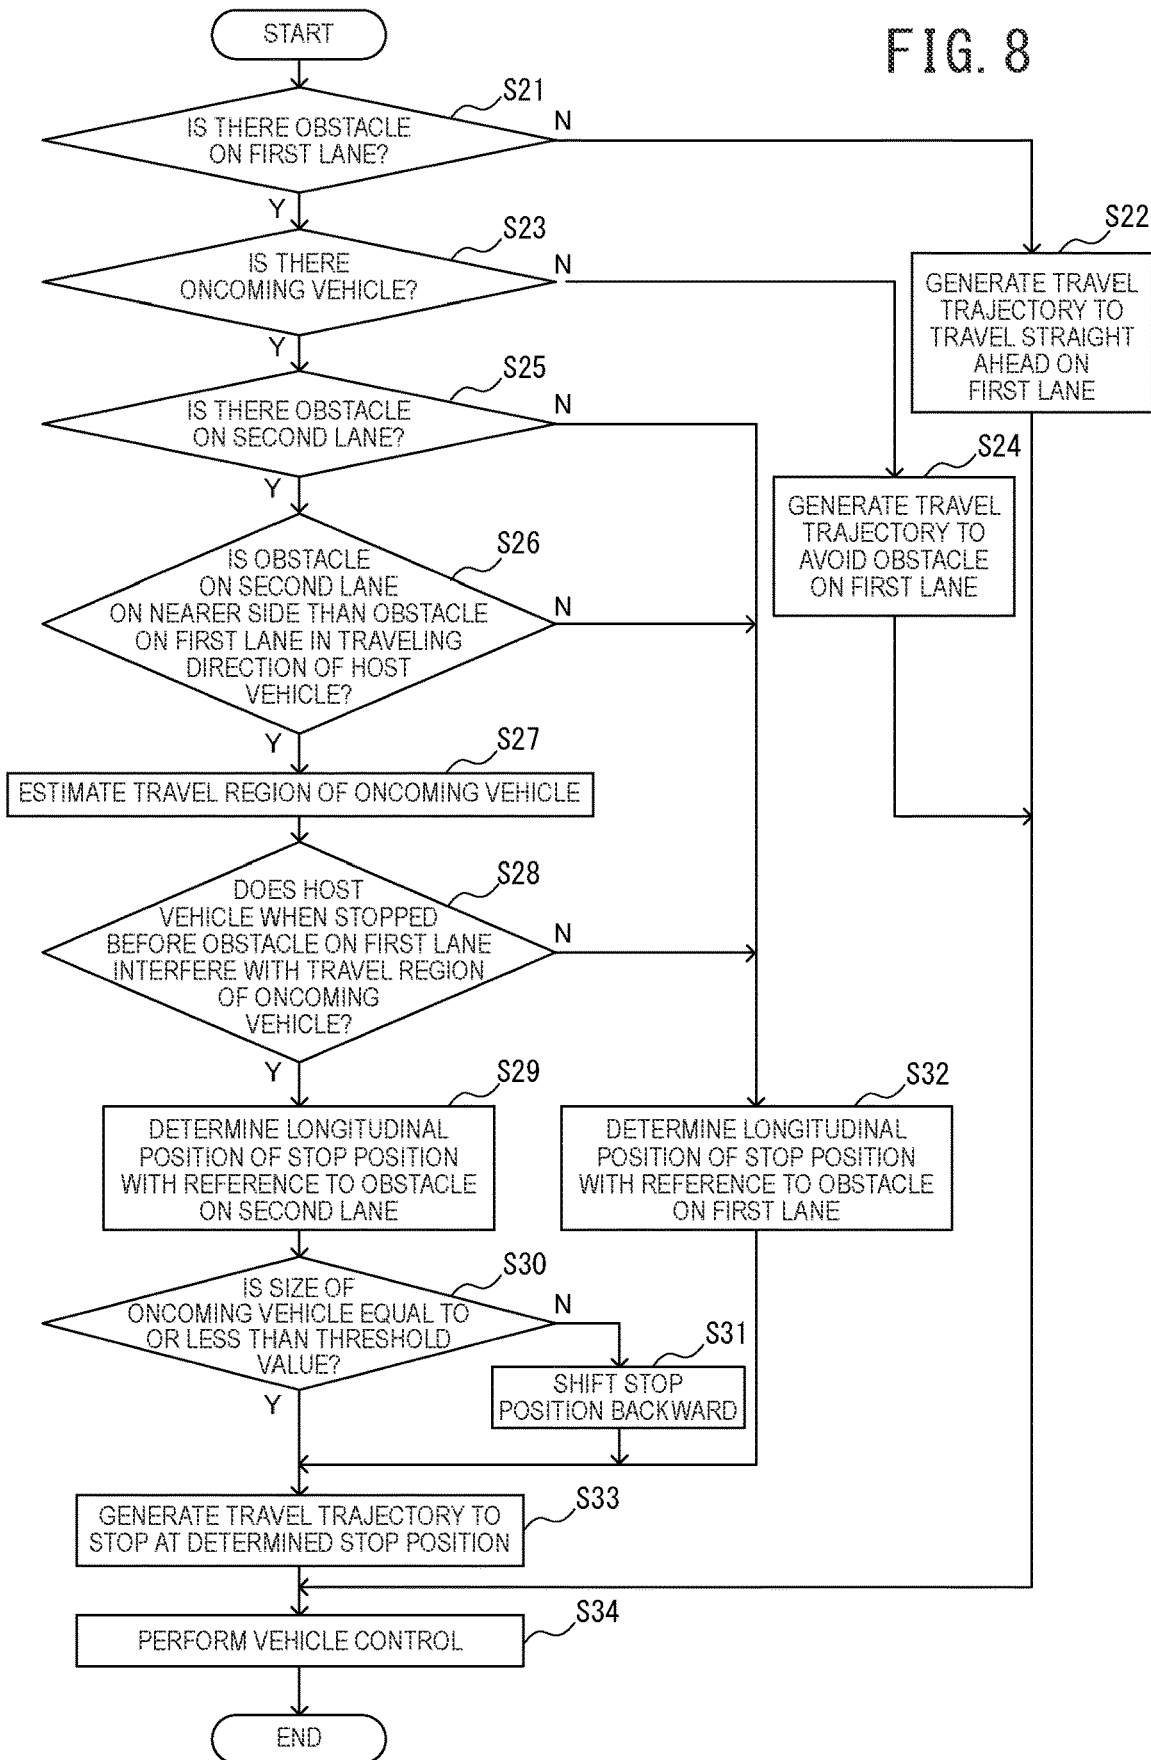 FIG. 8
START
S21
IS THERE OBSTACLE
ON FIRST LANE?
N
Y
S22
GENERATE TRAVEL
TRAJECTORY TO
TRAVEL STRAIGHT
AHEAD ON
FIRST LANE
S23
IS THERE
ONCOMING VEHICLE?
N
Y
S24
GENERATE TRAVEL
TRAJECTORY TO
AVOID OBSTACLE
ON FIRST LANE
S25
IS THERE OBSTACLE
ON SECOND LANE?
N
Y
S26
IS OBSTACLE
ON SECOND LANE
ON NEARER SIDE THAN OBSTACLE
ON FIRST LANE IN TRAVELING
DIRECTION OF HOST
VEHICLE?
N
Y
S27
ESTIMATE TRAVEL REGION OF ONCOMING VEHICLE
S28
DOES HOST
VEHICLE WHEN STOPPED
BEFORE OBSTACLE ON FIRST LANE
INTERFERE WITH TRAVEL REGION
OF ONCOMING
VEHICLE?
N
Y
S29
DETERMINE LONGITUDINAL
POSITION OF STOP POSITION
WITH REFERENCE TO OBSTACLE
ON SECOND LANE
S32
DETERMINE LONGITUDINAL
POSITION OF STOP POSITION
WITH REFERENCE TO OBSTACLE
ON FIRST LANE
S30
IS SIZE OF
ONCOMING VEHICLE EQUAL TO
OR LESS THAN THRESHOLD
VALUE?
N
Y
S31
SHIFT STOP
POSITION BACKWARD
S33
GENERATE TRAVEL TRAJECTORY TO
STOP AT DETERMINED STOP POSITION
S34
PERFORM VEHICLE CONTROL
END